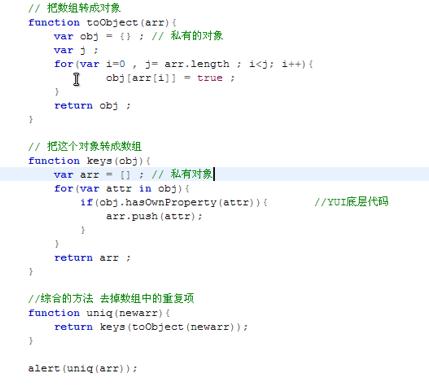 // 把数组转成对象
function toObject(arr){
var obj = {} ; // 私有的对象
var j ;
for(var i=0 , j= arr.length ; i<j; i++){
obj[arr[i]] = true ;
}
return obj ;
}
// 把这个对象转成数组
function keys(obj){
var arr = [] ; // 私有对象
for(var attr in obj){
if(obj.hasOwnProperty(attr)){ //YUI底层代码
arr.push(attr);
}
}
return arr ;
}
//综合的方法 去掉数组中的重复项
function uniq(newarr){
return keys(toObject(newarr));
}
alert(uniq(arr));